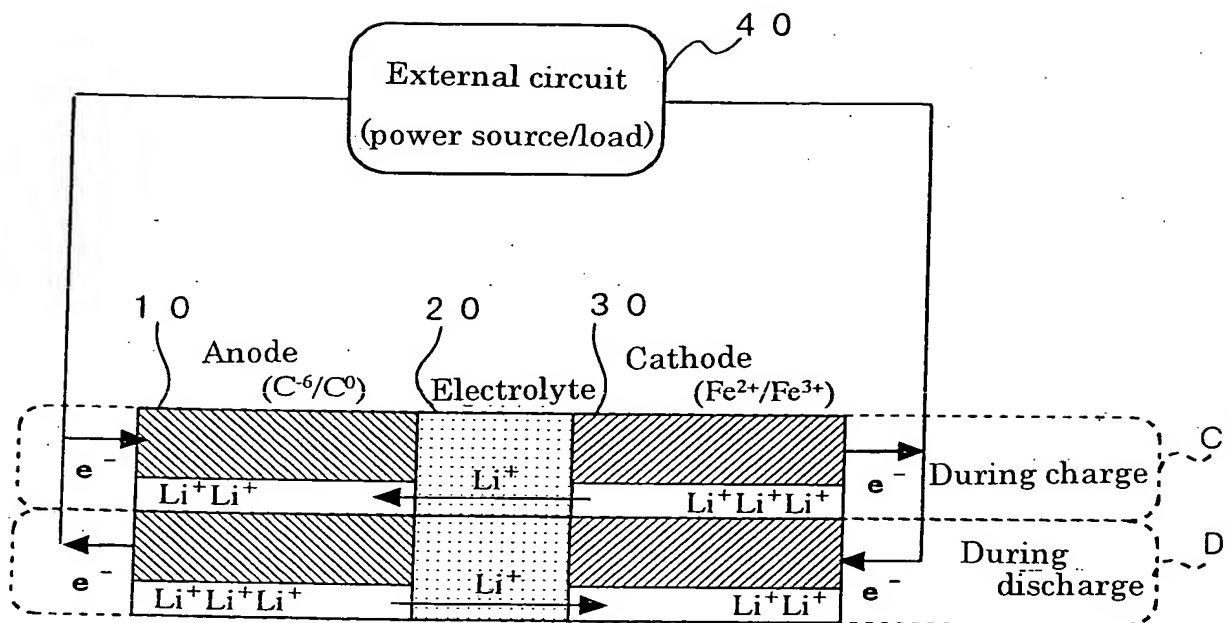 ４０
External circuit
(power source/load)
１０
２０
３０
Anode
(C⁻⁶/C⁰)
Electrolyte
Cathode
(Fe²⁺/Fe³⁺)
e⁻
Li⁺Li⁺
Li⁺
Li⁺Li⁺Li⁺
e⁻
During charge
C
e⁻
Li⁺Li⁺Li⁺
Li⁺
Li⁺Li⁺
e⁻
During
discharge
D